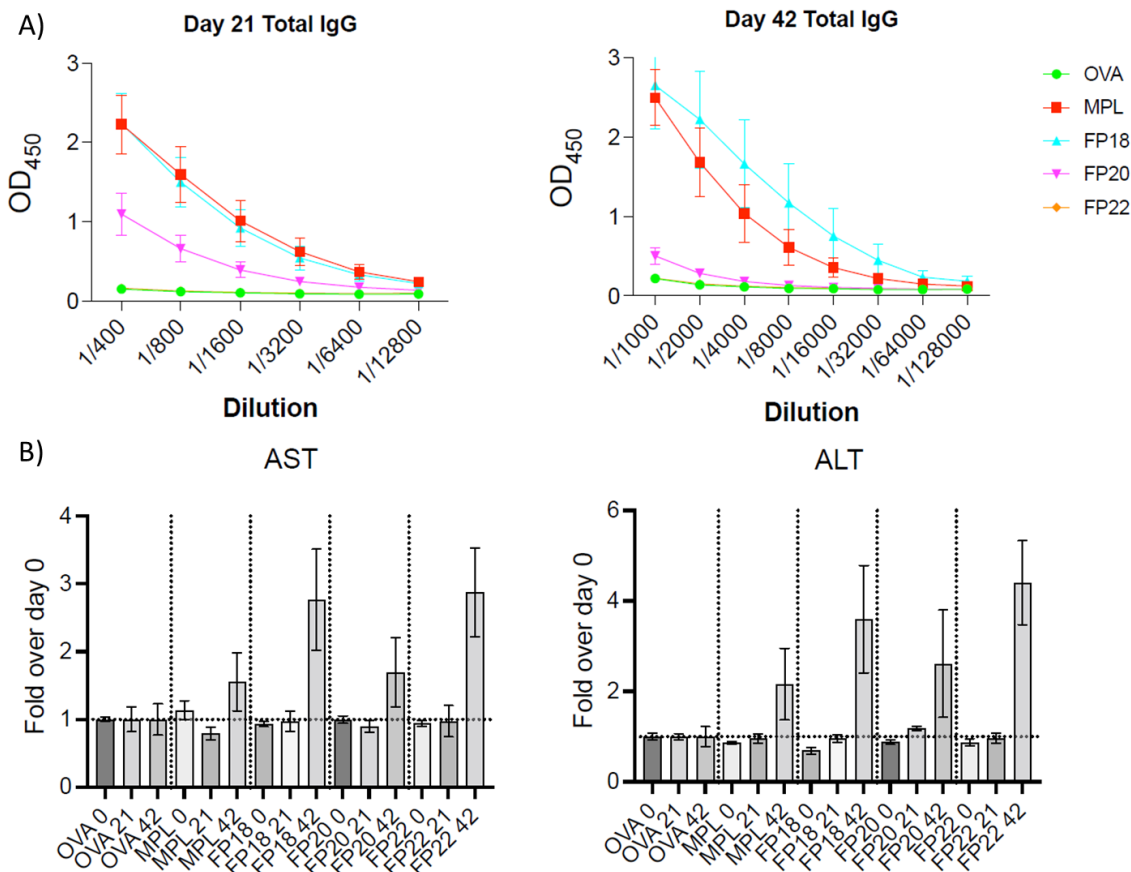 A)
Day 21 Total IgG
Day 42 Total IgG
OD450
3
2
1
0
1/400
1/800
1/1600
1/3200
1/6400
1/12800
Dilution
OD450
3
2
1
0
1/1000
1/2000
1/4000
1/8000
1/16000
1/32000
1/64000
1/128000
Dilution
OVA
MPL
FP18
FP20
FP22
B)
AST
Fold over day 0
4
3
2
1
0
OVA 0
OVA 21
OVA 42
MPL 0
MPL 21
MPL 42
FP18 0
FP18 21
FP18 42
FP20 0
FP20 21
FP20 42
FP22 0
FP22 21
FP22 42
ALT
Fold over day 0
6
4
2
0
OVA 0
OVA 21
OVA 42
MPL 0
MPL 21
MPL 42
FP18 0
FP18 21
FP18 42
FP20 0
FP20 21
FP20 42
FP22 0
FP22 21
FP22 42